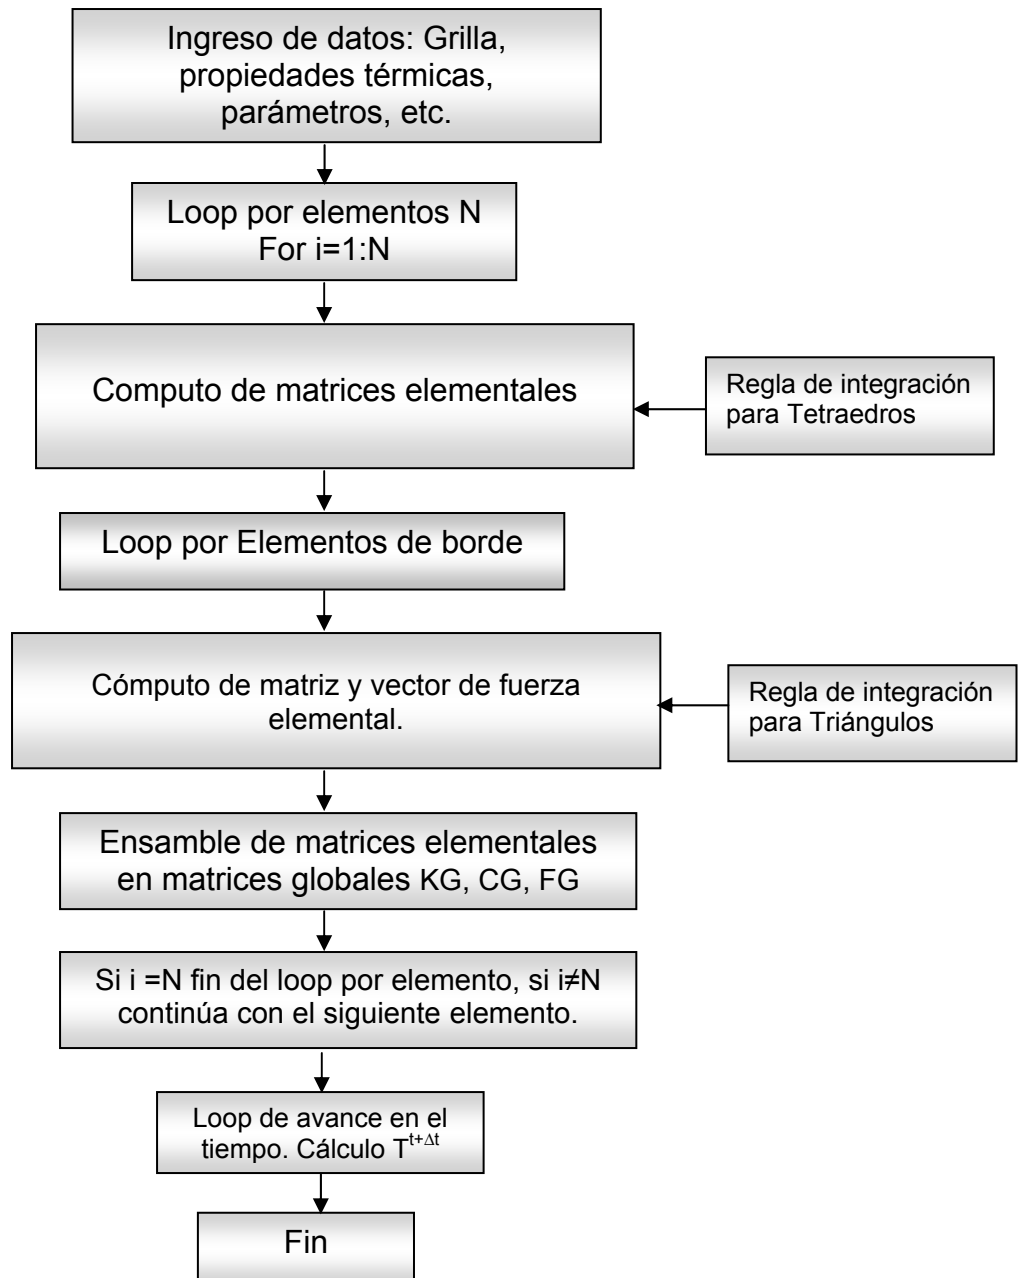 Ingreso de datos: Grilla,
propiedades térmicas,
parámetros, etc.
Loop por elementos N
For i=1:N
Computo de matrices elementales
Regla de integración
para Tetraedros
Loop por Elementos de borde
Cómputo de matriz y vector de fuerza
elemental.
Regla de integración
para Triángulos
Ensamble de matrices elementales
en matrices globales KG, CG, FG
Si i =N fin del loop por elemento, si i≠N
continúa con el siguiente elemento.
Loop de avance en el
tiempo. Cálculo T^{t+Δt}
Fin